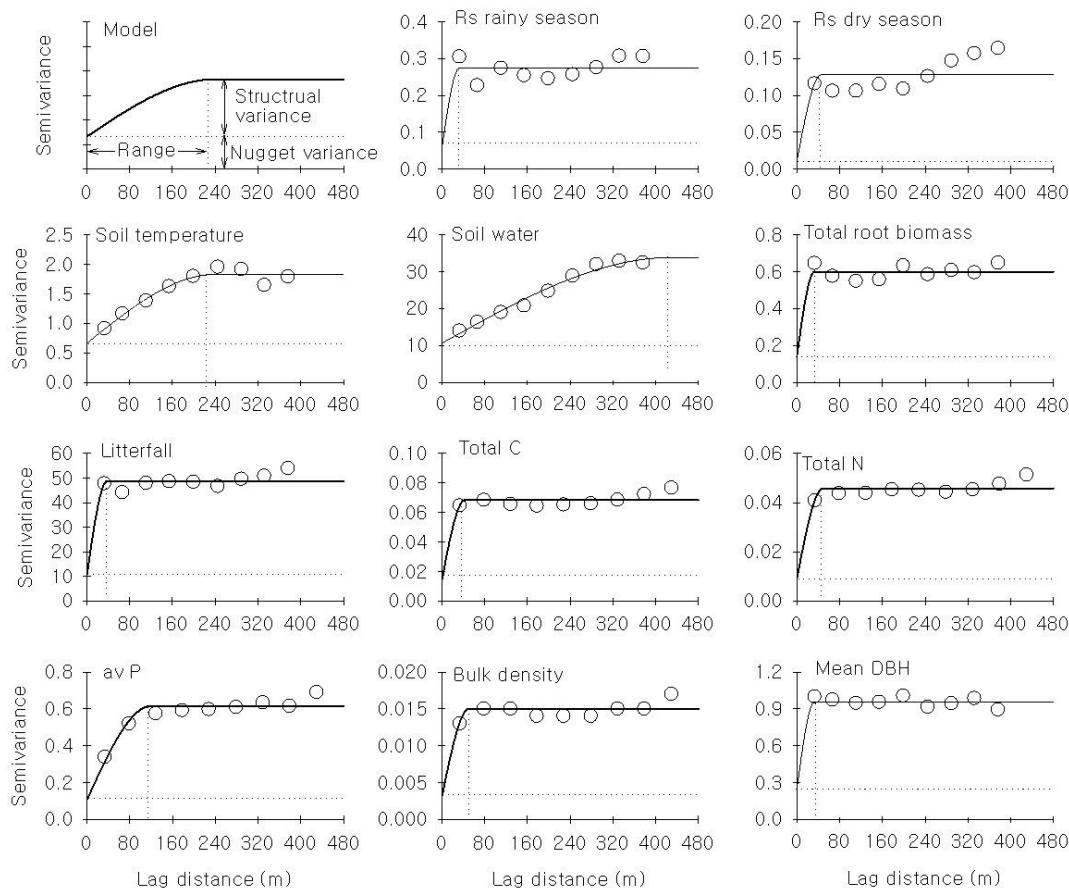 Model
Semivariance
Structrual
variance
Range
Nugget variance
0 80 160 240 320 400 480
Rs rainy season
0.4
0.3
0.2
0.1
0.0
0 80 160 240 320 400 480
Rs dry season
0.20
0.15
0.10
0.05
0.00
0 80 160 240 320 400 480
Soil temperature
Semivariance
2.5
2.0
1.5
1.0
0.5
0.0
0 80 160 240 320 400 480
Soil water
40
30
20
10
0
0 80 160 240 320 400 480
Total root biomass
0.8
0.6
0.4
0.2
0.0
0 80 160 240 320 400 480
Litterfall
Semivariance
60
50
40
30
20
10
0
0 80 160 240 320 400 480
Total C
0.10
0.08
0.06
0.04
0.02
0.00
0 80 160 240 320 400 480
Total N
0.06
0.04
0.02
0.00
0 80 160 240 320 400 480
av P
Semivariance
0.8
0.6
0.4
0.2
0.0
0 80 160 240 320 400 480
Lag distance (m)
Bulk density
0.020
0.015
0.010
0.005
0.000
0 80 160 240 320 400 480
Lag distance (m)
Mean DBH
1.2
0.9
0.6
0.3
0.0
0 80 160 240 320 400 480
Lag distance (m)